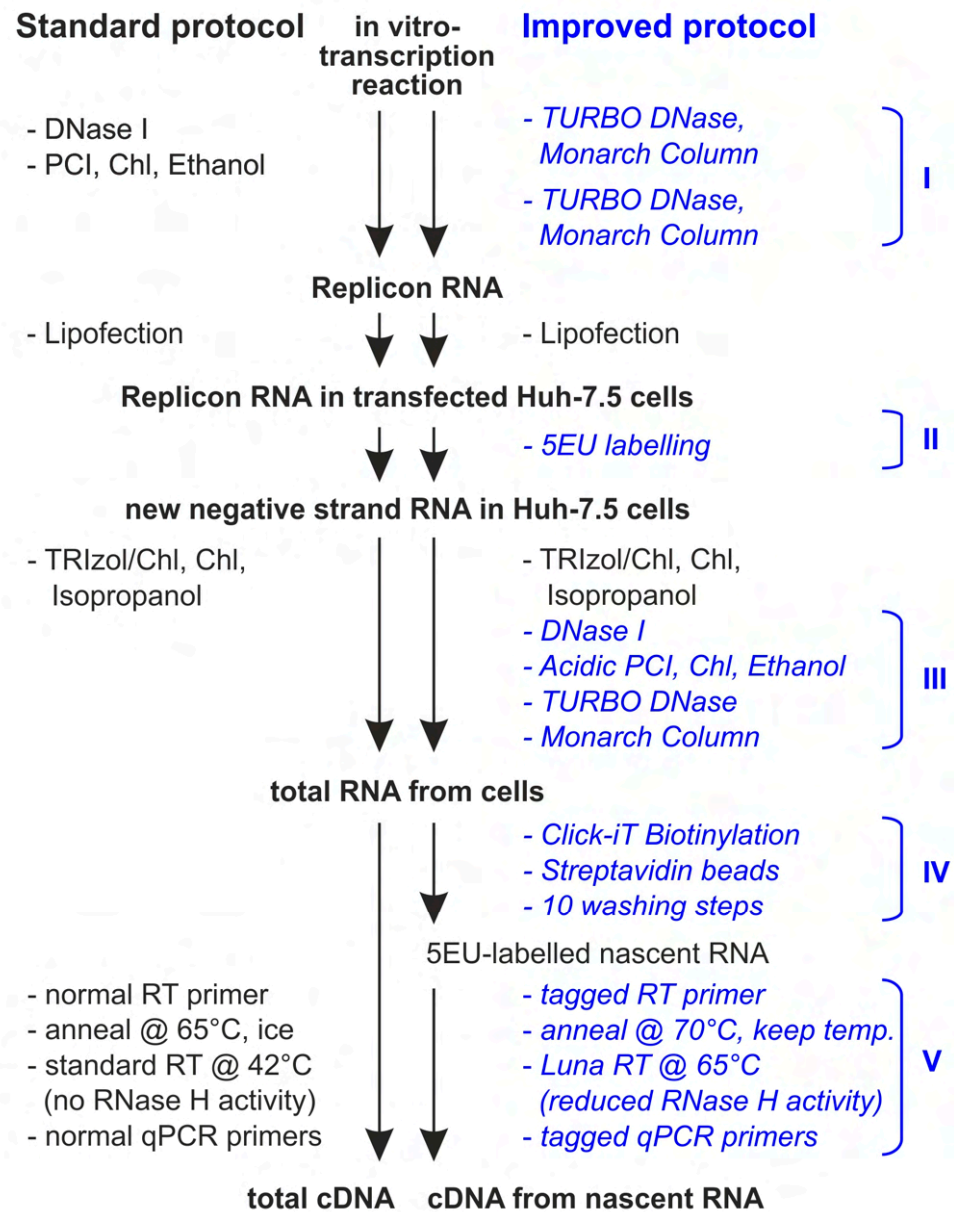 Standard protocol
in vitro-
transcription
reaction
Improved protocol
- DNase I
- PCI, Chl, Ethanol
- TURBO DNase,
Monarch Column
- TURBO DNase,
Monarch Column
I
Replicon RNA
- Lipofection
- Lipofection
Replicon RNA in transfected Huh-7.5 cells
- 5EU labelling
II
new negative strand RNA in Huh-7.5 cells
- TRIzol/Chl, Chl,
Isopropanol
- TRIzol/Chl, Chl,
Isopropanol
- DNase I
- Acidic PCI, Chl, Ethanol
- TURBO DNase
- Monarch Column
III
total RNA from cells
- Click-iT Biotinylation
- Streptavidin beads
- 10 washing steps
IV
5EU-labelled nascent RNA
- normal RT primer
- anneal @ 65°C, ice
- standard RT @ 42°C
(no RNase H activity)
- normal qPCR primers
- tagged RT primer
- anneal @ 70°C, keep temp.
- Luna RT @ 65°C
(reduced RNase H activity)
- tagged qPCR primers
V
total cDNA
cDNA from nascent RNA